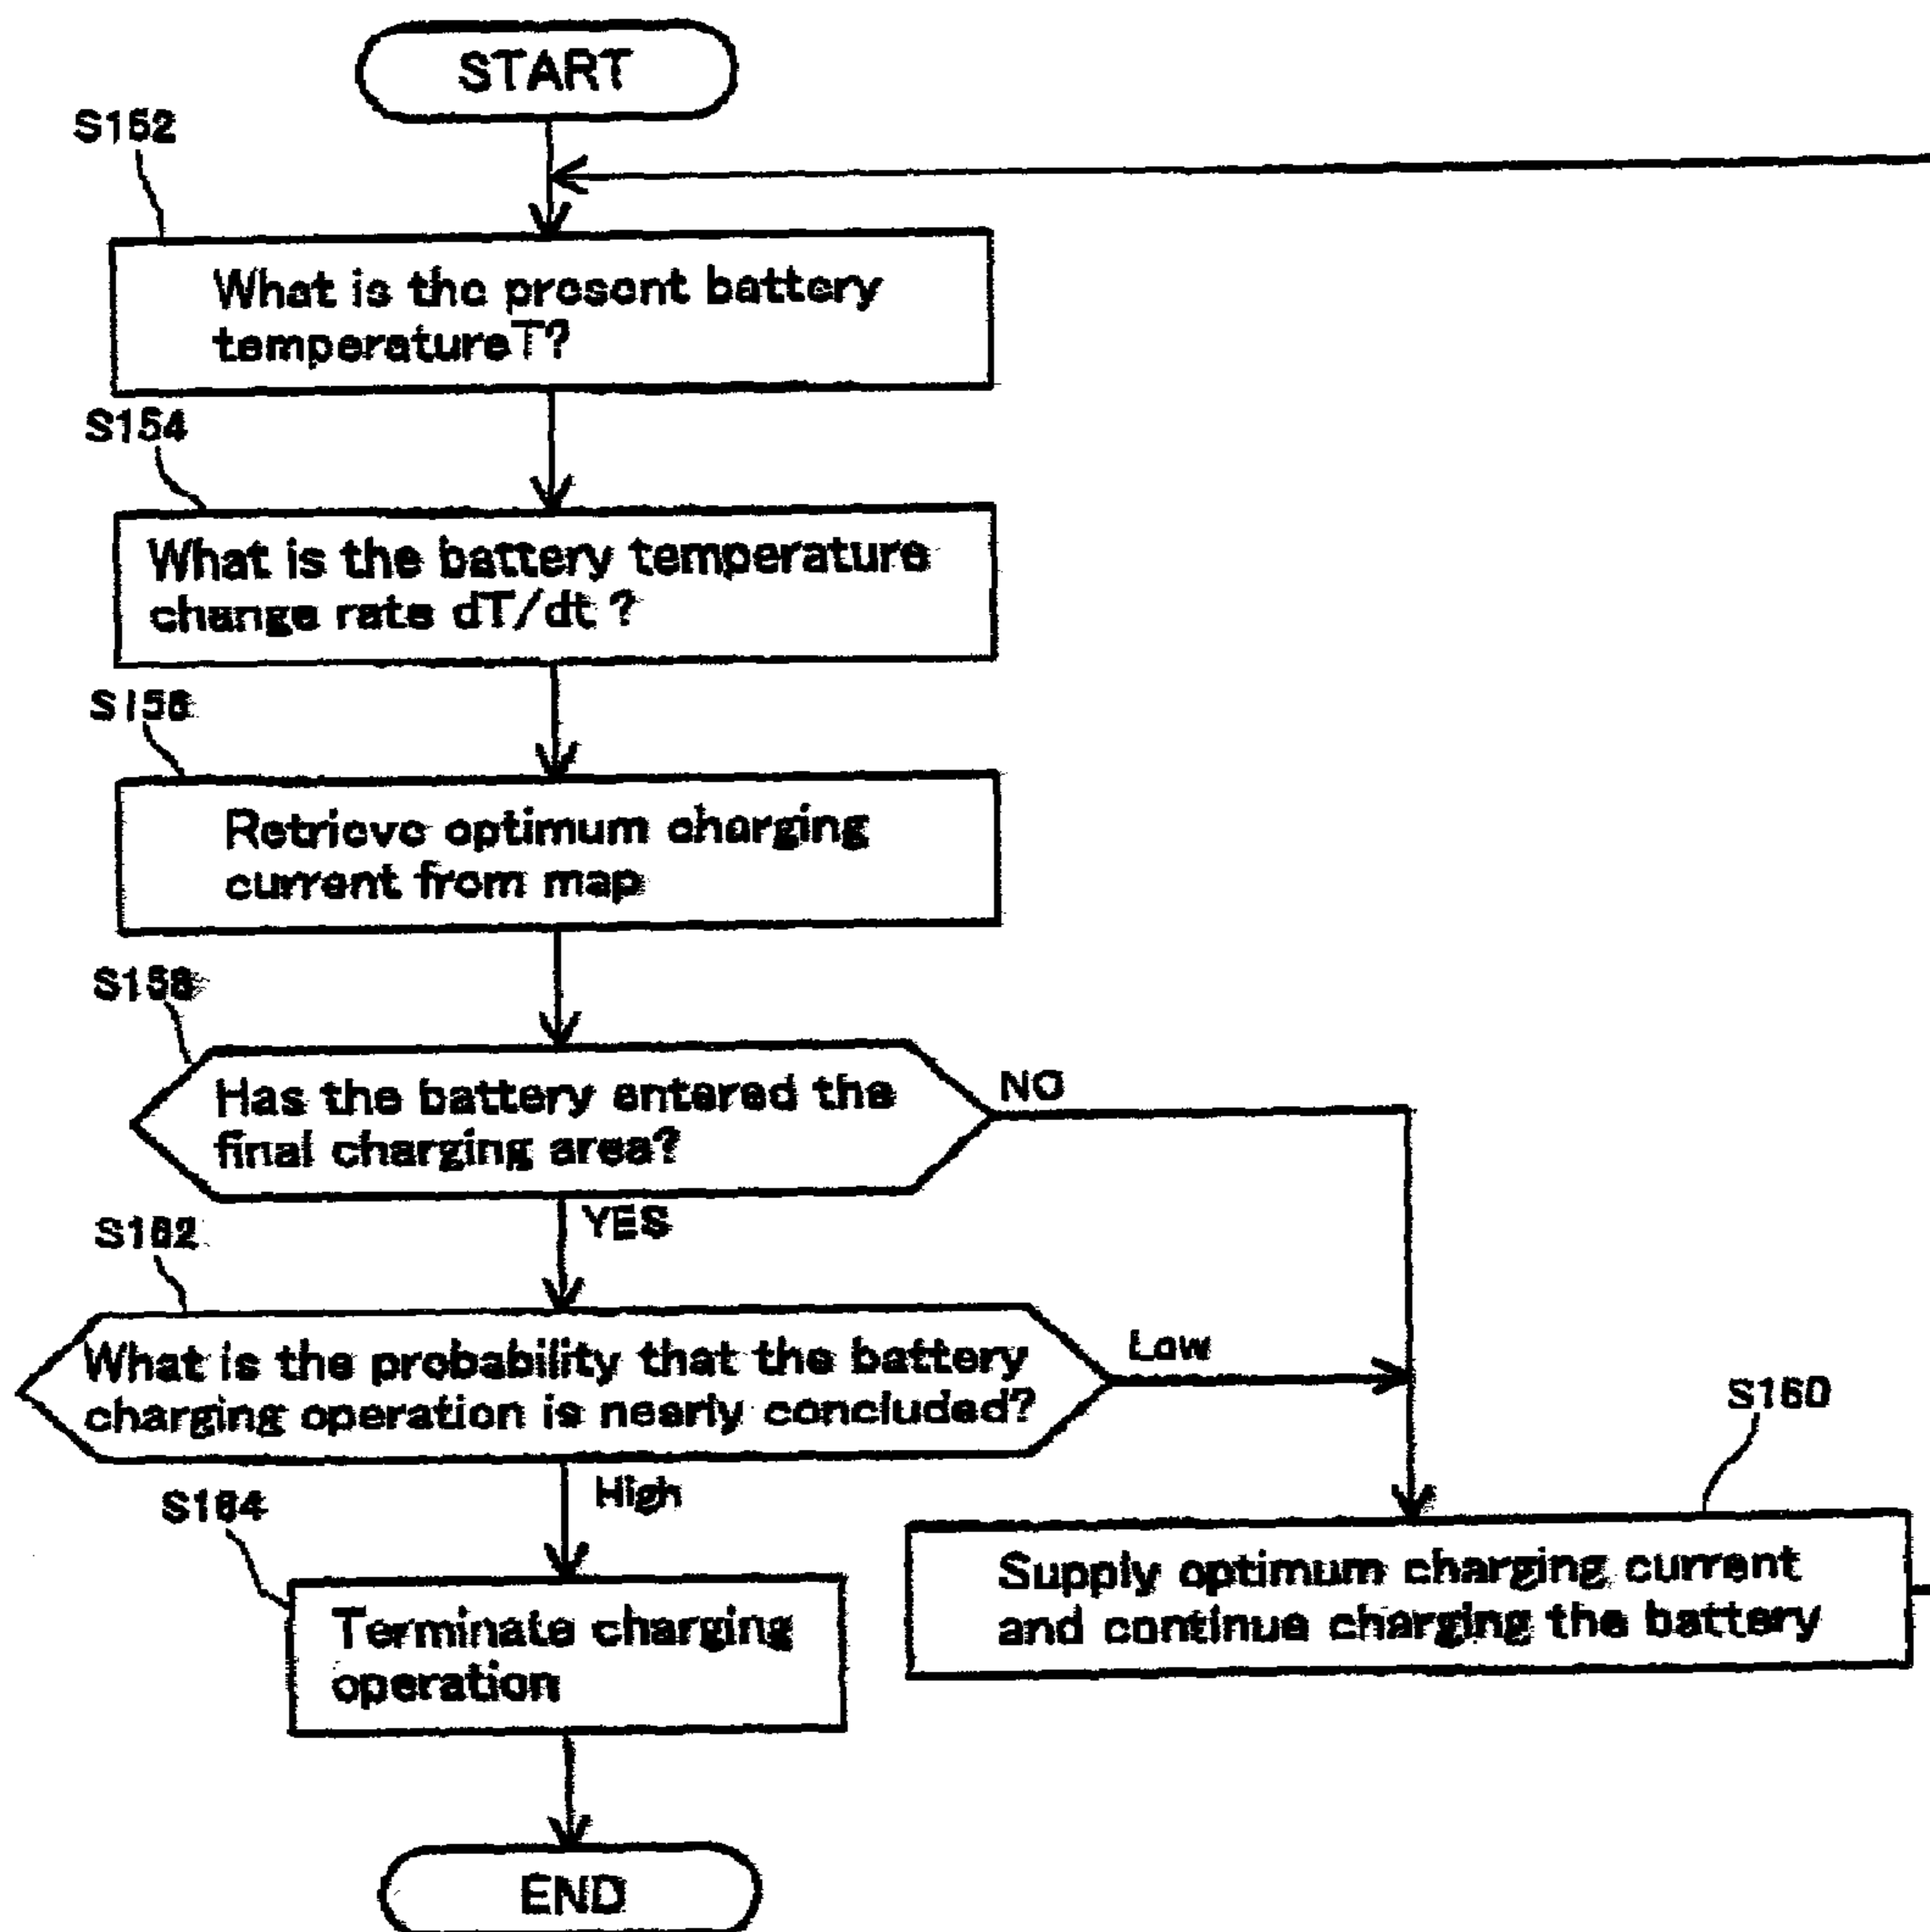 START
S152
What is the present battery
temperature T?
S154
What is the battery temperature
change rate dT/dt ?
S156
Retrieve optimum charging
current from map
S158
Has the battery entered the
final charging area?
NO
YES
S162
What is the probability that the battery
charging operation is nearly concluded?
Low
High
S160
Supply optimum charging current
and continue charging the battery
S164
Terminate charging
operation
END